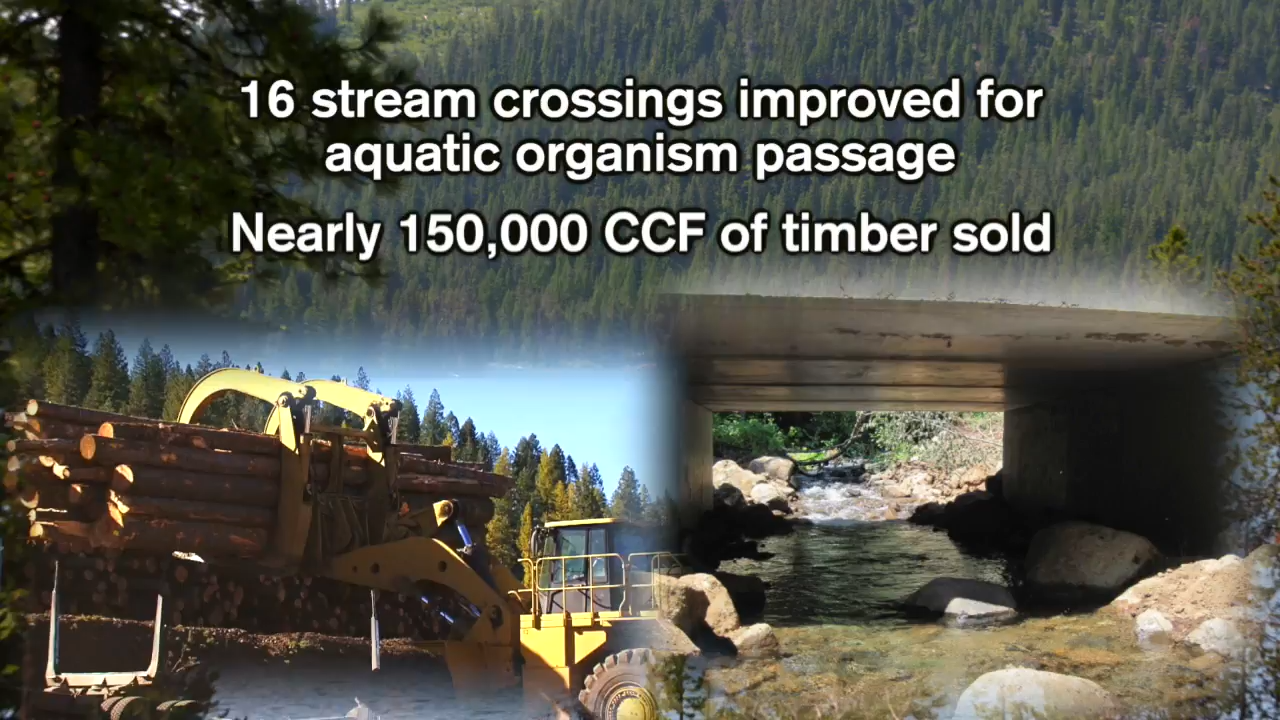 16 stream crossings improved for
aquatic organism passage
Nearly 150,000 CCF of timber sold